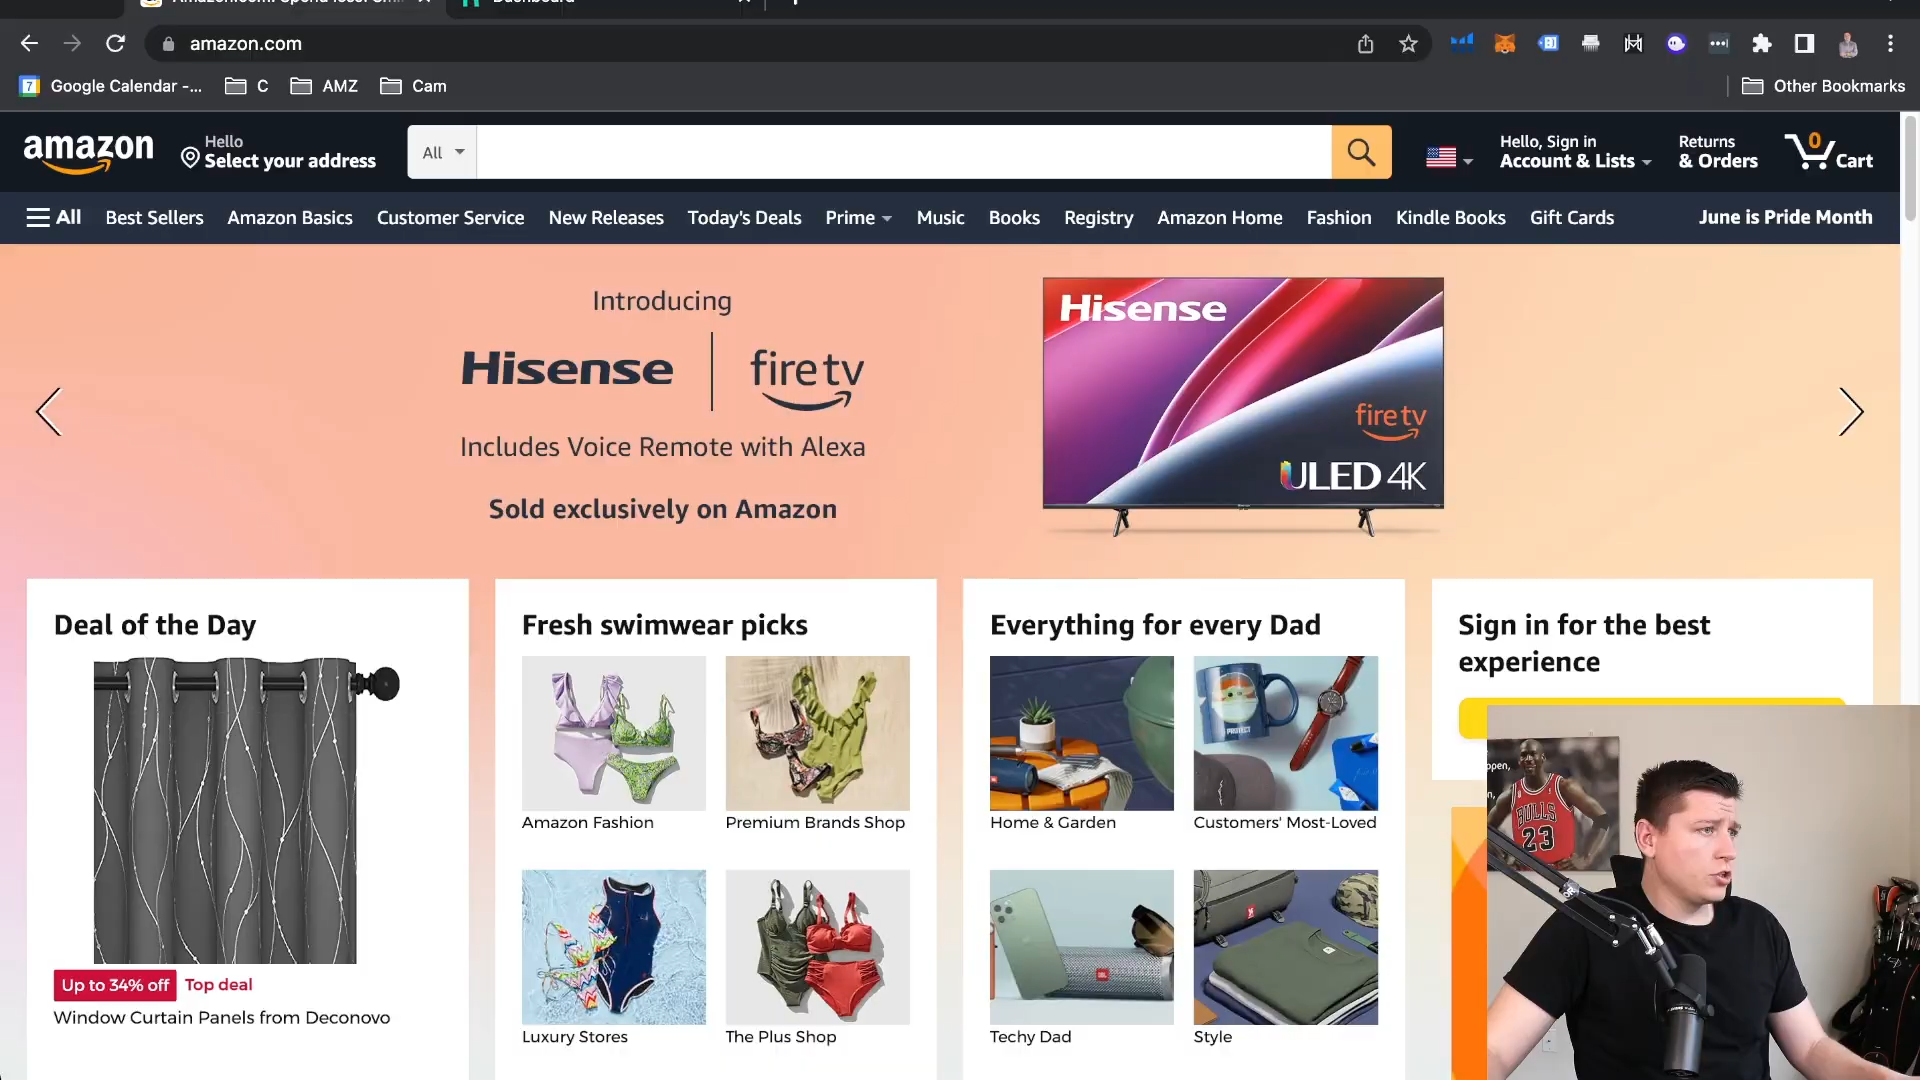 Dashboard
amazon.com
Google Calendar -...
C
AMZ
Cam
Other Bookmarks
amazon
Hello
Select your address
All
Hello, Sign in
Account & Lists
Returns
& Orders
0
Cart
All
Best Sellers
Amazon Basics
Customer Service
New Releases
Today's Deals
Prime
Music
Books
Registry
Amazon Home
Fashion
Kindle Books
Gift Cards
June is Pride Month
Introducing
Hisense
fire tv
Includes Voice Remote with Alexa
Sold exclusively on Amazon
Hisense
fire tv
ULED 4K
Deal of the Day
Up to 34% off
Top deal
Window Curtain Panels from Deconovo
Fresh swimwear picks
Amazon Fashion
Premium Brands Shop
Luxury Stores
The Plus Shop
Everything for every Dad
PROTECT
Home & Garden
Customers' Most-Loved
JBL
Techy Dad
Style
Sign in for the best
experience
BULLS
23